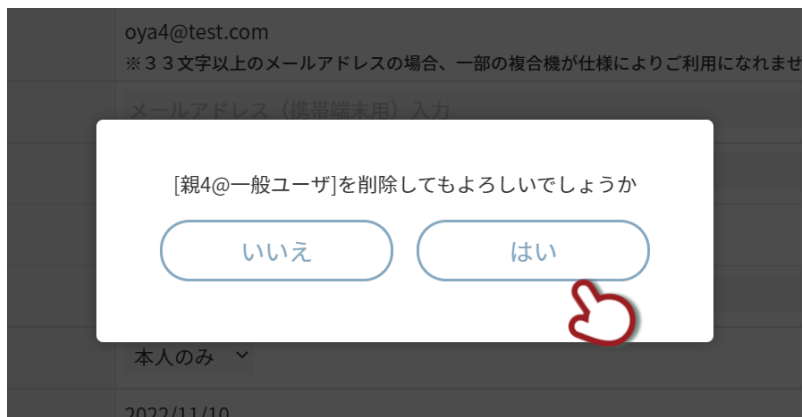 oya4@test.com
※３３文字以上のメールアドレスの場合、一部の複合機が仕様によりご利用になれませ
メールアドレス（携帯端末用）入力
[親4@一般ユーザ]を削除してもよろしいでしょうか
いいえ
はい
本人のみ
2022/11/10